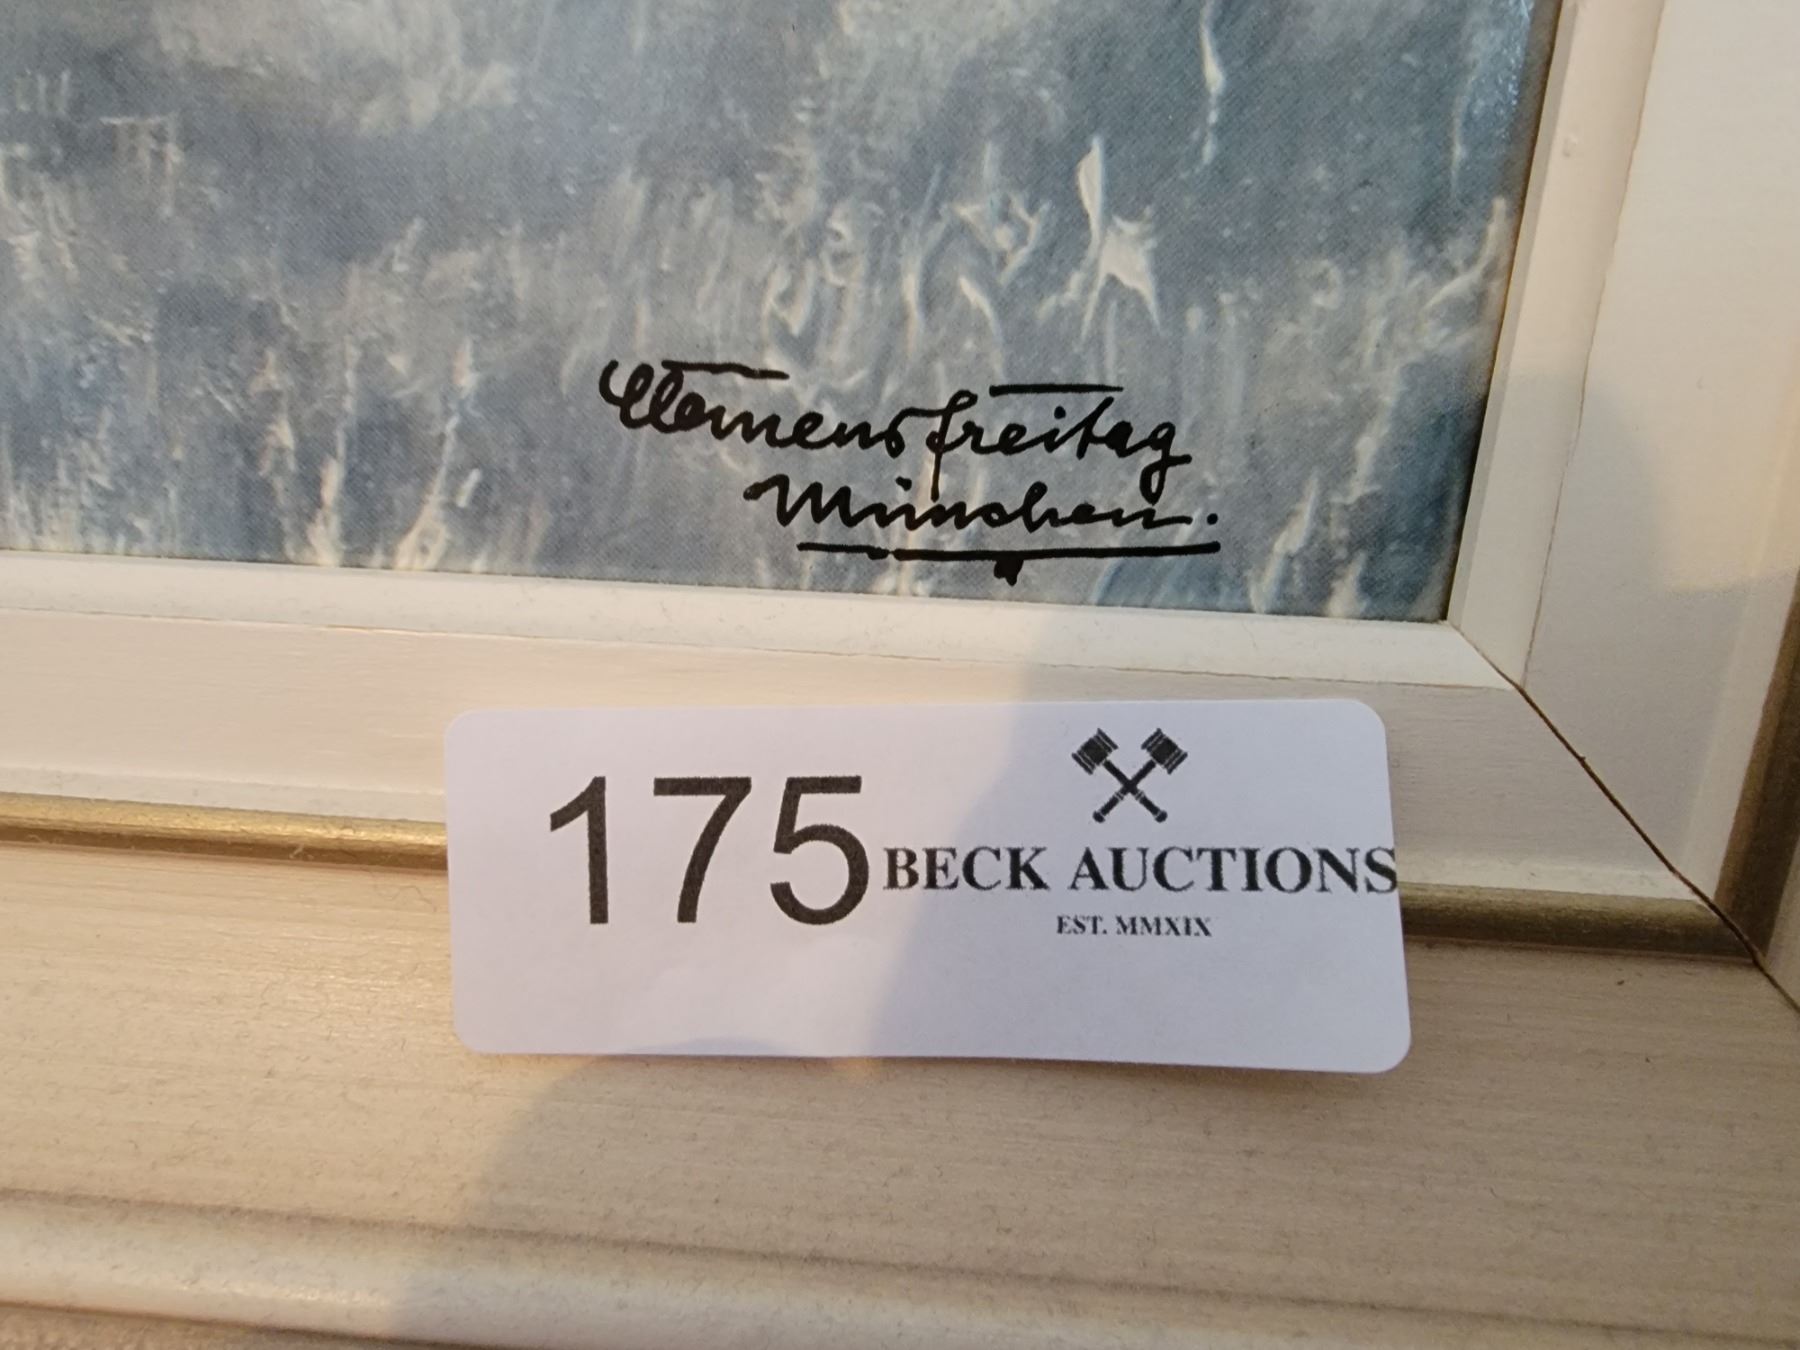 Clemens Freitag
München.
175
BECK AUCTIONS
EST. MMXIX